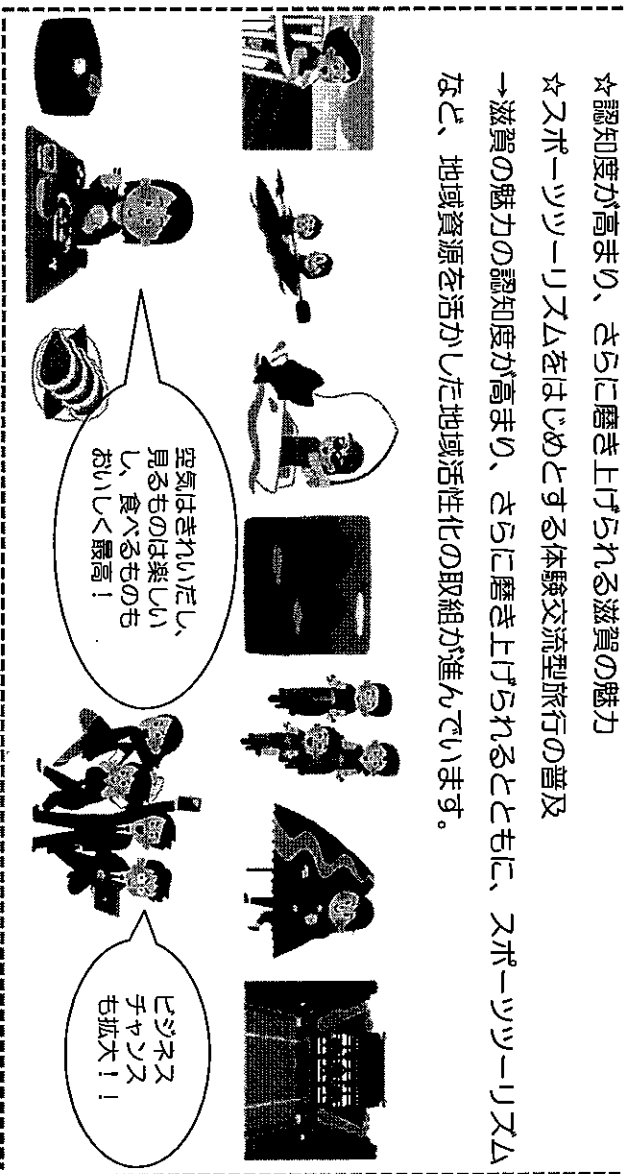 ☆認知度が高まり、さらに磨き上げられる滋賀の魅力
☆スポーツツーリズムをはじめとする体験交流型旅行の普及
→滋賀の魅力の認知度が高まり、さらに磨き上げられるとともに、スポーツツーリズム
など、地域資源を活かした地域活性化の取組が進んでいます。
空気はきれいだし、
見るものは楽しい
し、食べるものも
おいしく最高！
ビジネス
チャンス
も拡大！！